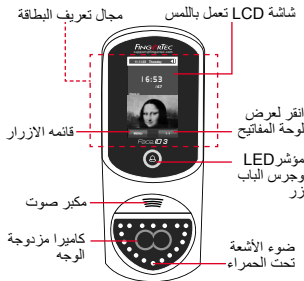 شاشة LCD تعمل باللمس
مجال تعريف البطاقة
FINGERTEC
16:53
انقر لعرض
لوحة المفاتيح
قائمه الازرار
Face ID 3
مؤشرLED
وجرس الباب
زر
مكبر صوت
كاميرا مزدوجة
الوجه
ضوء الأشعة
تحت الحمراء